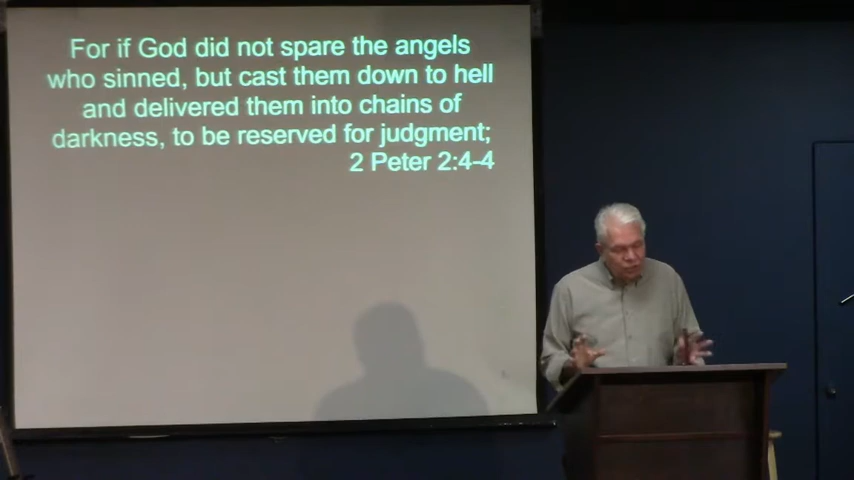 For if God did not spare the angels
who sinned, but cast them down to hell
and delivered them into chains of
darkness, to be reserved for judgment;
2 Peter 2:4-4